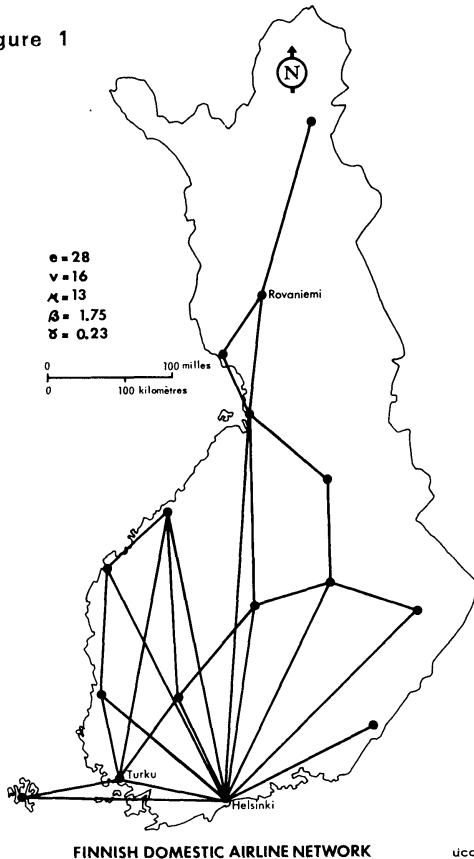 gure 1
N
e=28
v=16
μ=13
β= 1.75
γ= 0.23
Rovaniemi
0 100 milles
0 100 kilomètres
Turku
Helsinki
FINNISH DOMESTIC AIRLINE NETWORK
ucc